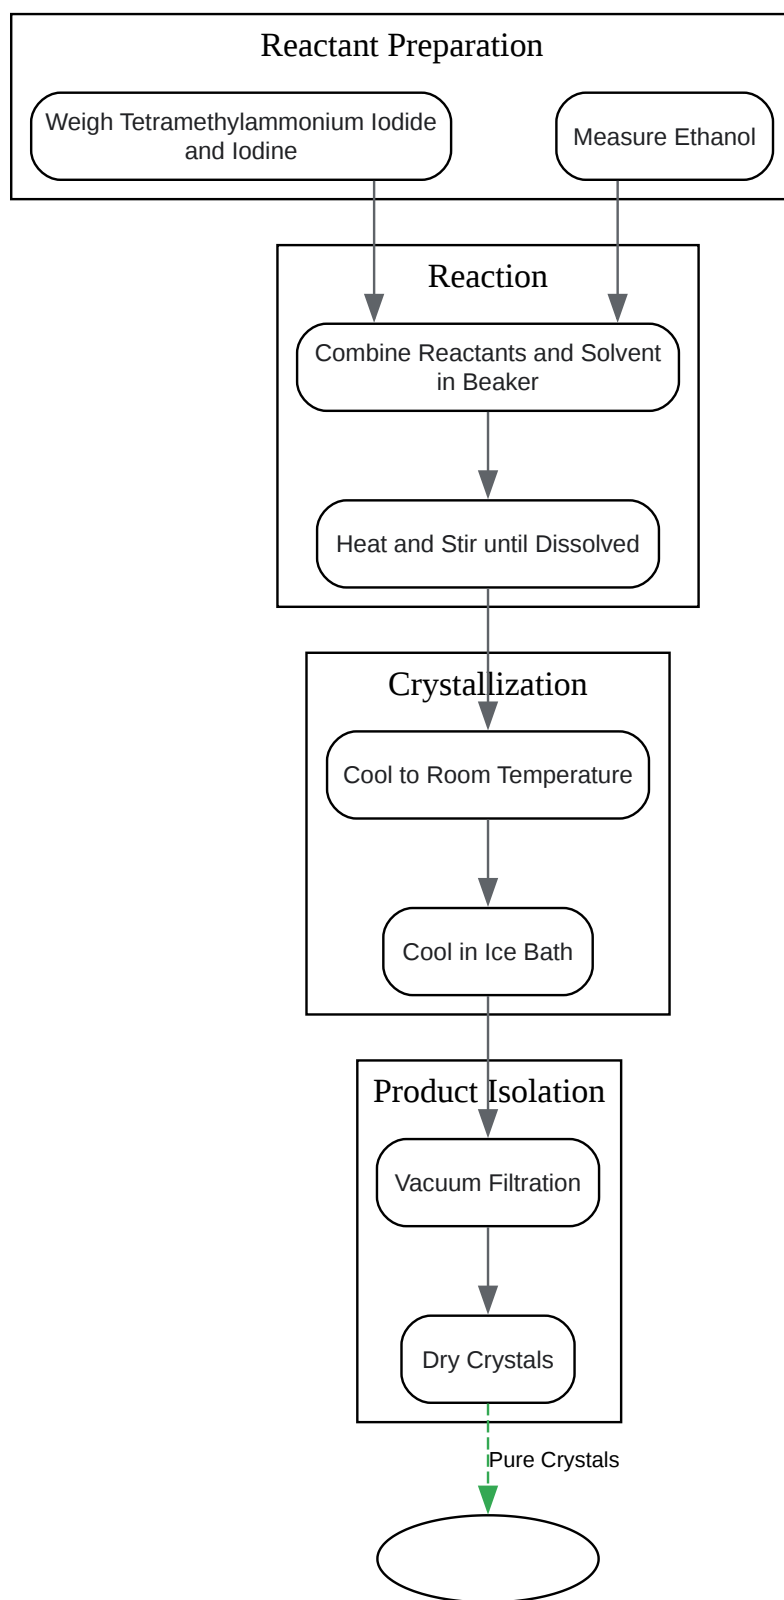 Reactant Preparation
Weigh Tetramethylammonium Iodide
and Iodine
Measure Ethanol
Reaction
Combine Reactants and Solvent
in Beaker
Heat and Stir until Dissolved
Crystallization
Cool to Room Temperature
Cool in Ice Bath
Product Isolation
Vacuum Filtration
Dry Crystals
Pure Crystals